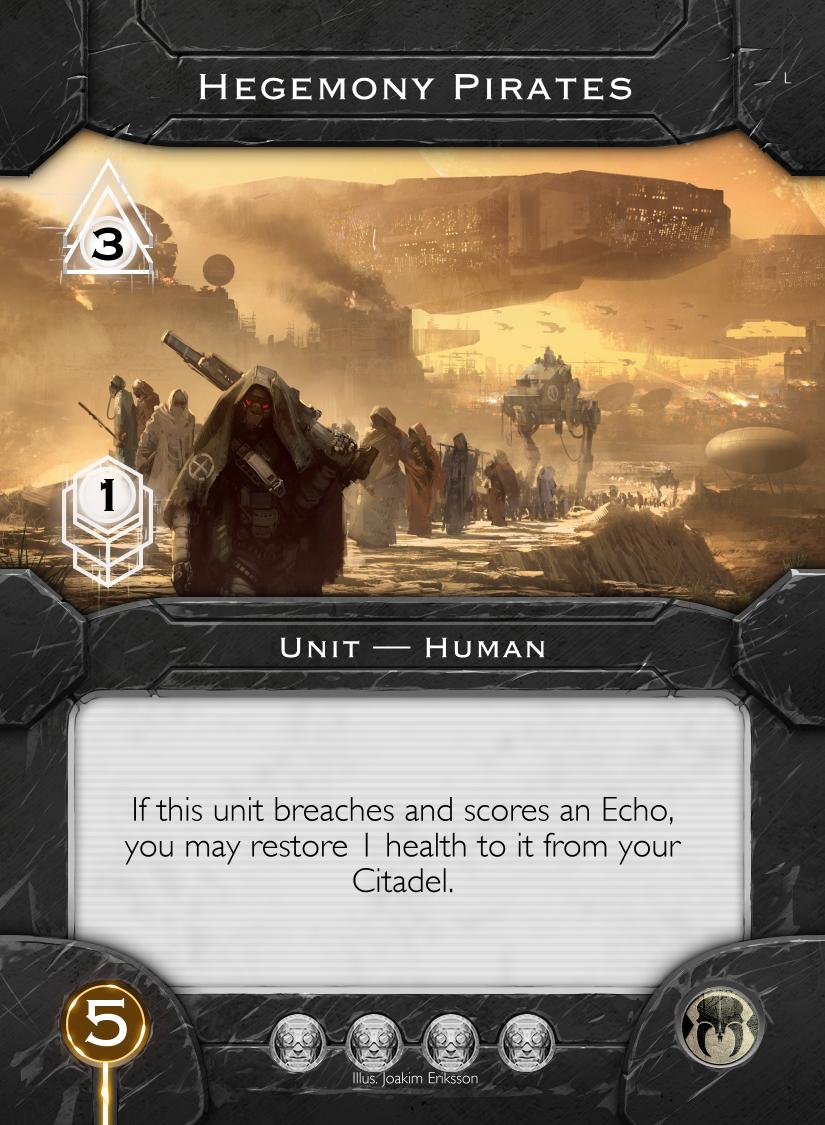 Hegemony Pirates
L
3
1
Unit — Human
If this unit breaches and scores an Echo,
you may restore 1 health to it from your
Citadel.
5
Illus. Joakim Eriksson